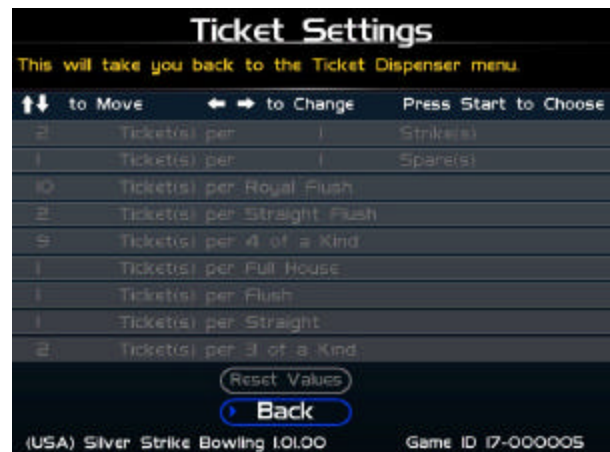 Ticket Settings
This will take you back to the Ticket Dispenser menu.
to Move to Change Press Start to Choose
2 Ticket(s) per 1 Strike(s)
1 Ticket(s) per 1 Spare(s)
10 Ticket(s) per Royal Flush
2 Ticket(s) per Straight Flush
9 Ticket(s) per 4 of a Kind
1 Ticket(s) per Full House
1 Ticket(s) per Flush
1 Ticket(s) per Straight
2 Ticket(s) per 3 of a Kind
Reset Values
Back
(USA) Silver Strike Bowling 1.01.00 Game ID 17-000005